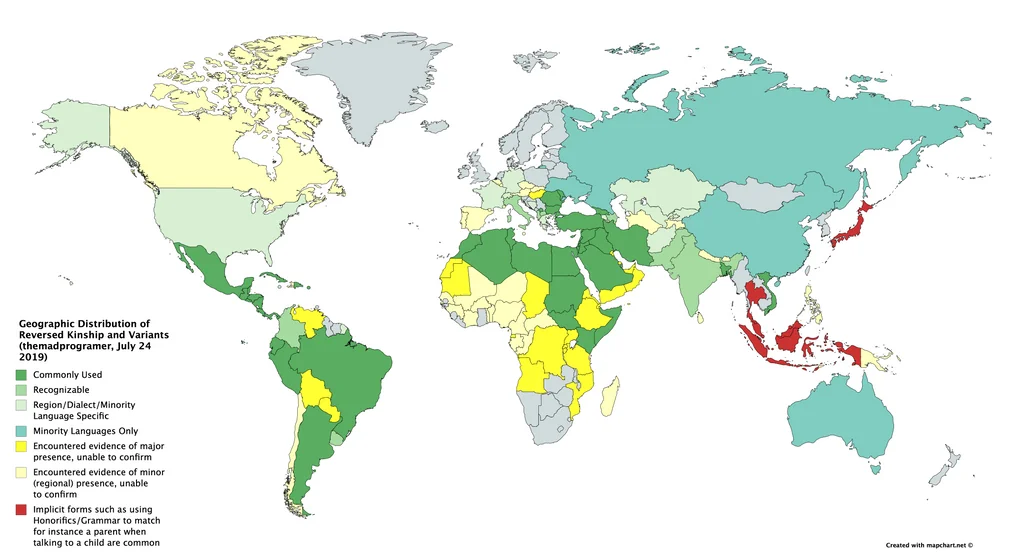 Geographic Distribution of
Reversed Kinship and Variants
(themadprogramer, July 24
2019)
Commonly Used
Recognizable
Region/Dialect/Minority
Language Specific
Minority Languages Only
Encountered evidence of major
presence, unable to confirm
Encountered evidence of minor
(regional) presence, unable
to confirm
Implicit forms such as using
Honorifics/Grammar to match
for instance a parent when
talking to a child are common
Created with mapchart.net ©